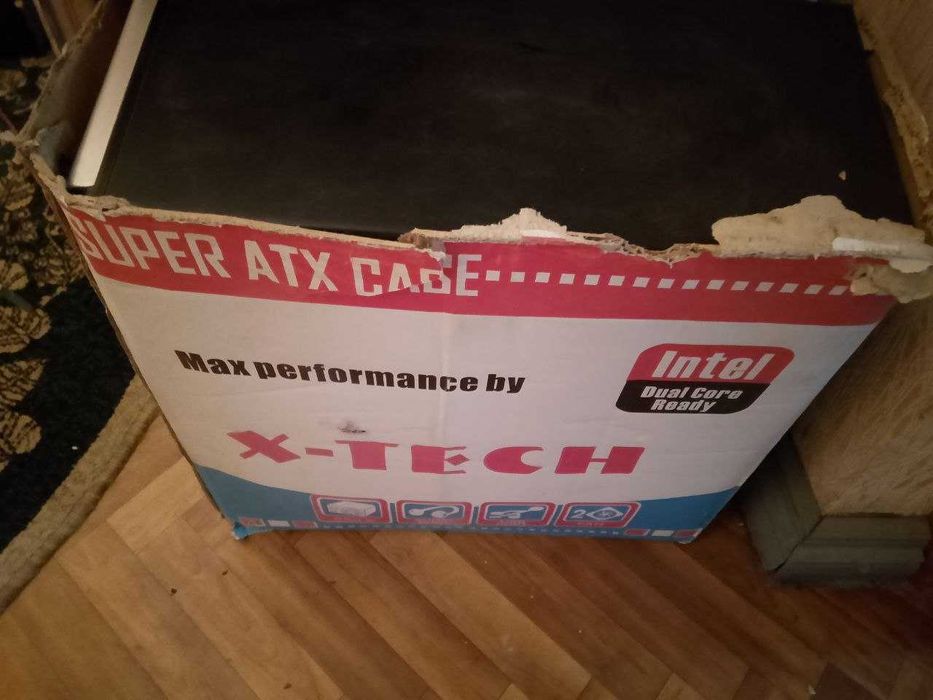 SUPER ATX CASE
Max performance by
Intel
Dual Core
Ready
X-TECH